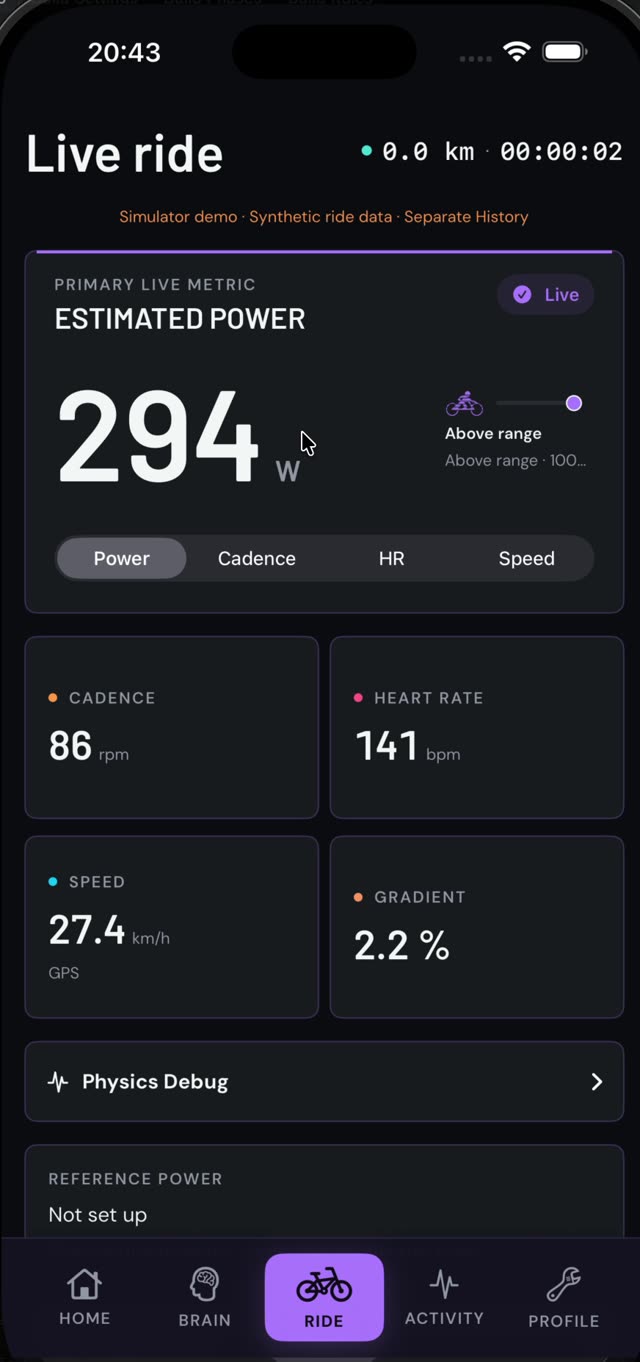 20:43
Live ride
0.0 km · 00:00:02
Simulator demo · Synthetic ride data · Separate History
PRIMARY LIVE METRIC
Live
ESTIMATED POWER
294 W
Above range
Above range · 100...
Power
Cadence
HR
Speed
CADENCE
86 rpm
HEART RATE
141 bpm
SPEED
27.4 km/h
GPS
GRADIENT
2.2 %
Physics Debug
REFERENCE POWER
Not set up
HOME
BRAIN
RIDE
ACTIVITY
PROFILE